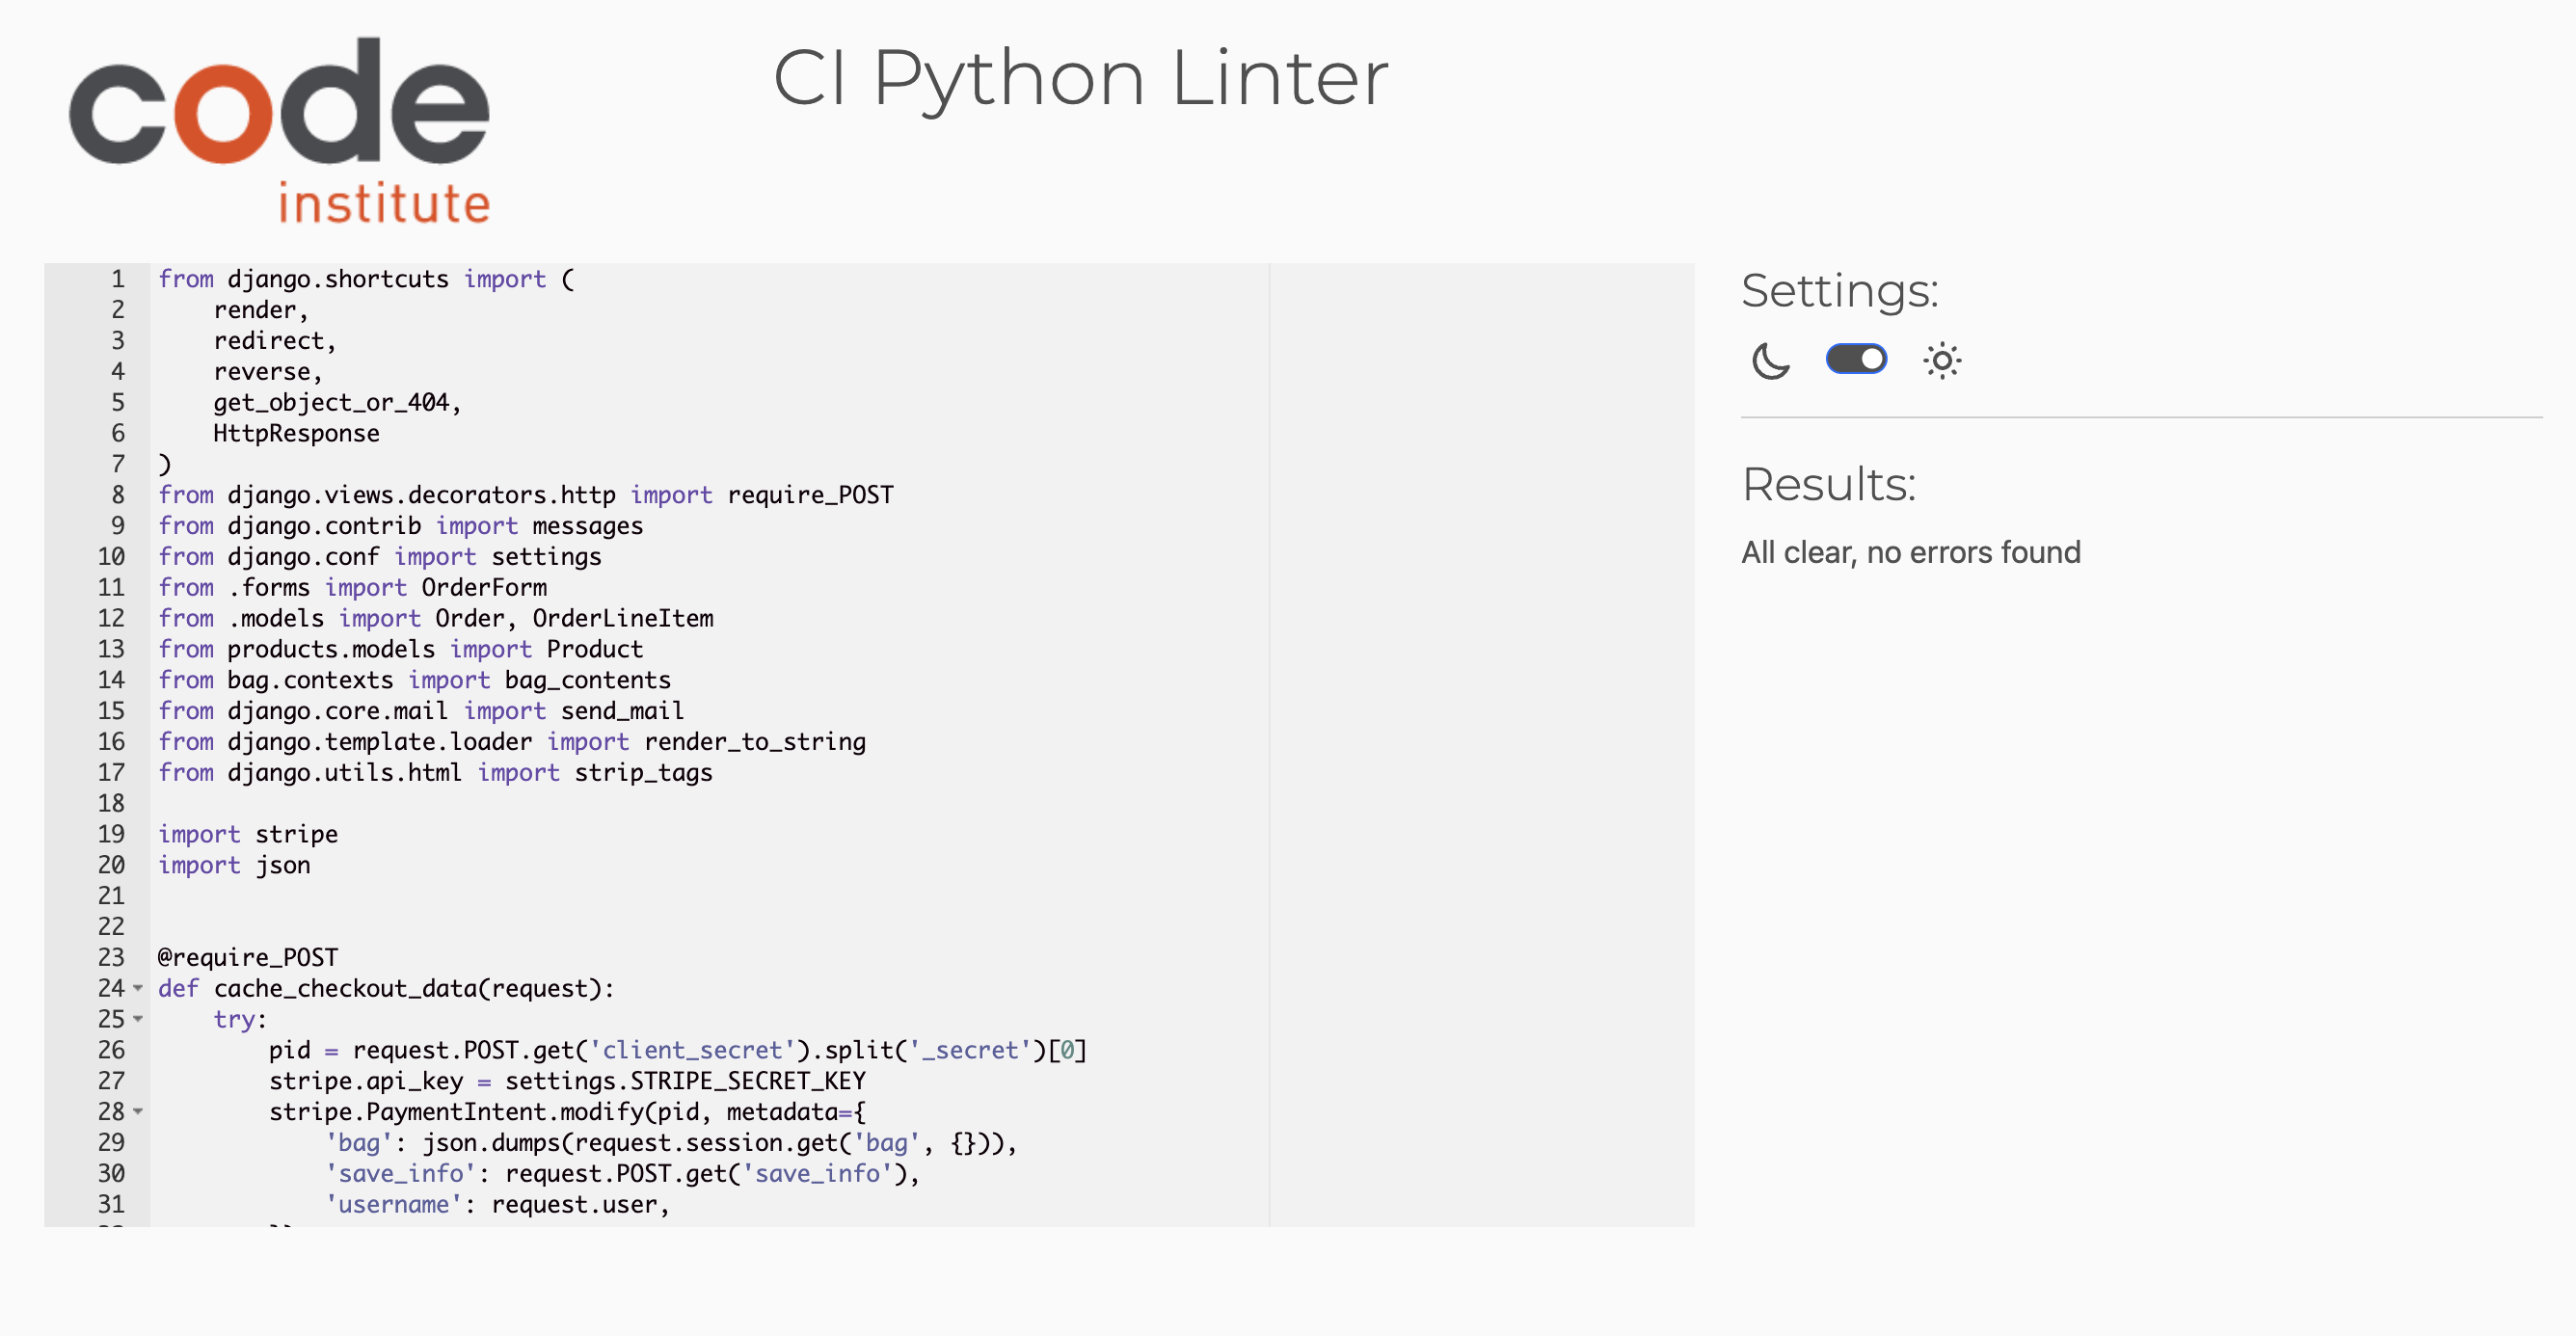 code
institute
CI Python Linter
1 from django.shortcuts import (
2     render,
3     redirect,
4     reverse,
5     get_object_or_404,
6     HttpResponse
7 )
8 from django.views.decorators.http import require_POST
9 from django.contrib import messages
10 from django.conf import settings
11 from .forms import OrderForm
12 from .models import Order, OrderLineItem
13 from products.models import Product
14 from bag.contexts import bag_contents
15 from django.core.mail import send_mail
16 from django.template.loader import render_to_string
17 from django.utils.html import strip_tags
18
19 import stripe
20 import json
21
22
23 @require_POST
24 def cache_checkout_data(request):
25     try:
26         pid = request.POST.get('client_secret').split('_secret')[0]
27         stripe.api_key = settings.STRIPE_SECRET_KEY
28         stripe.PaymentIntent.modify(pid, metadata={
29             'bag': json.dumps(request.session.get('bag', {})),
30             'save_info': request.POST.get('save_info'),
31             'username': request.user,
Settings:
Results:
All clear, no errors found